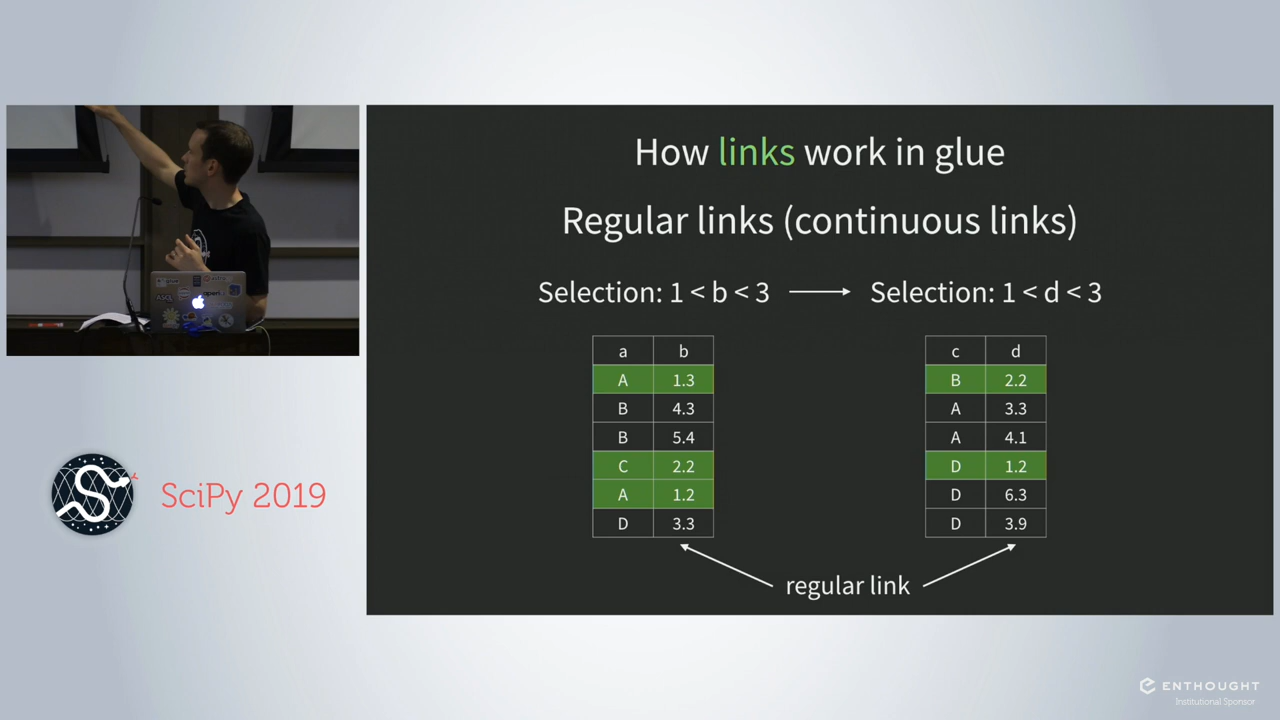 How links work in glue
Regular links (continuous links)
Selection: 1 < b < 3 ⟶ Selection: 1 < d < 3
a b
A 1.3
B 4.3
B 5.4
C 2.2
A 1.2
D 3.3
c d
B 2.2
A 3.3
A 4.1
D 1.2
D 6.3
D 3.9
regular link
SciPy 2019
ENTHOUGHT
Institutional Sponsor